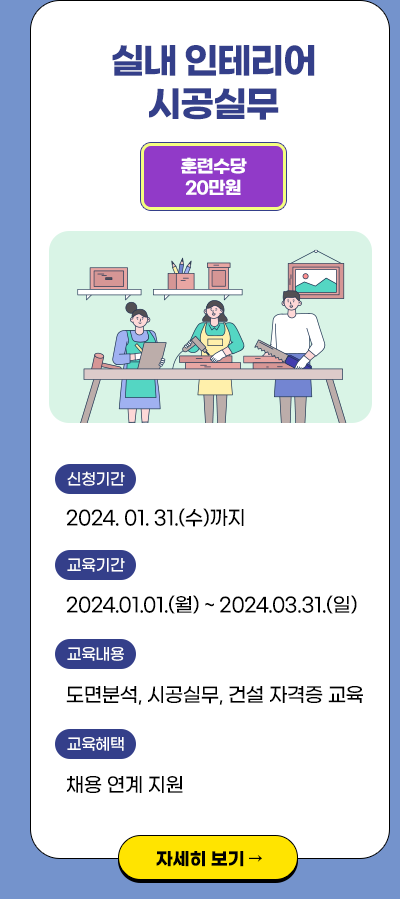 실내 인테리어
시공실무
훈련수당
20만원
신청기간
2024. 01. 31.(수)까지
교육기간
2024.01.01.(월) ~ 2024.03.31.(일)
교육내용
도면분석, 시공실무, 건설 자격증 교육
교육혜택
채용 연계 지원
자세히 보기 →